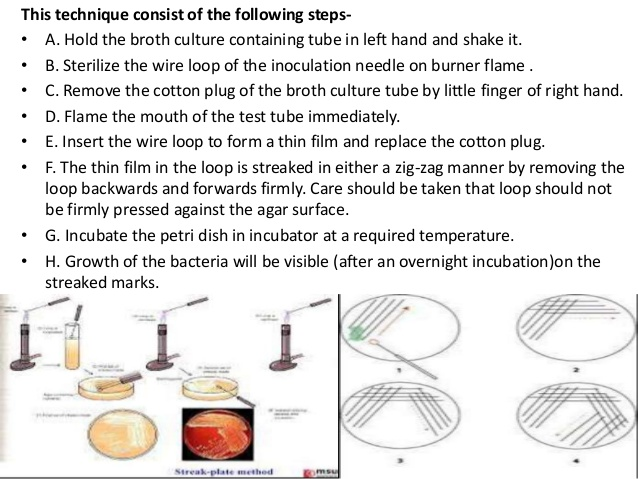 This technique consist of the following steps-
• A. Hold the broth culture containing tube in left hand and shake it.
• B. Sterilize the wire loop of the inoculation needle on burner flame .
• C. Remove the cotton plug of the broth culture tube by little finger of right hand.
• D. Flame the mouth of the test tube immediately.
• E. Insert the wire loop to form a thin film and replace the cotton plug.
• F. The thin film in the loop is streaked in either a zig-zag manner by removing the
loop backwards and forwards firmly. Care should be taken that loop should not
be firmly pressed against the agar surface.
• G. Incubate the petri dish in incubator at a required temperature.
• H. Growth of the bacteria will be visible (after an overnight incubation)on the
streaked marks.
1
2
3
4
Streak-plate method
msu